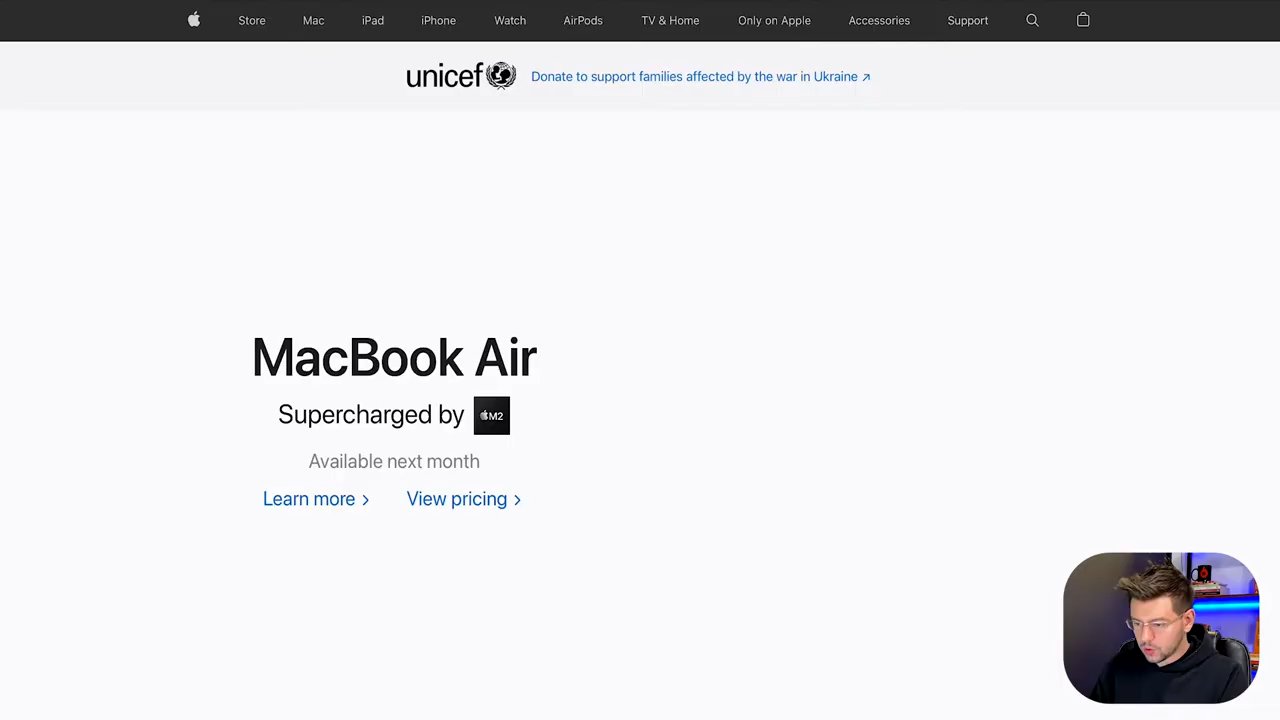 Store Mac iPad iPhone Watch AirPods TV & Home Only on Apple Accessories Support
unicef Donate to support families affected by the war in Ukraine ↗
MacBook Air
Supercharged by M2
Available next month
Learn more > View pricing >